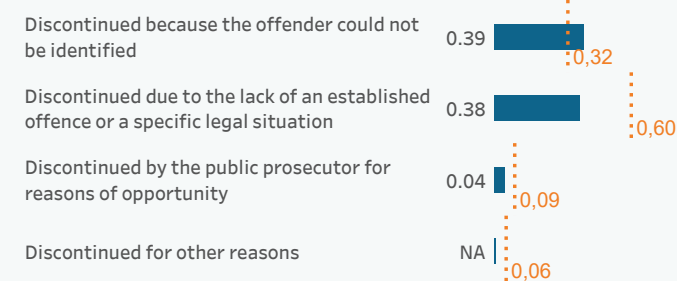 Discontinued because the offender could not
be identified
0.39
0,32
Discontinued due to the lack of an established
offence or a specific legal situation
0.38
0,60
Discontinued by the public prosecutor for
reasons of opportunity
0.04
0,09
Discontinued for other reasons
NA
0,06